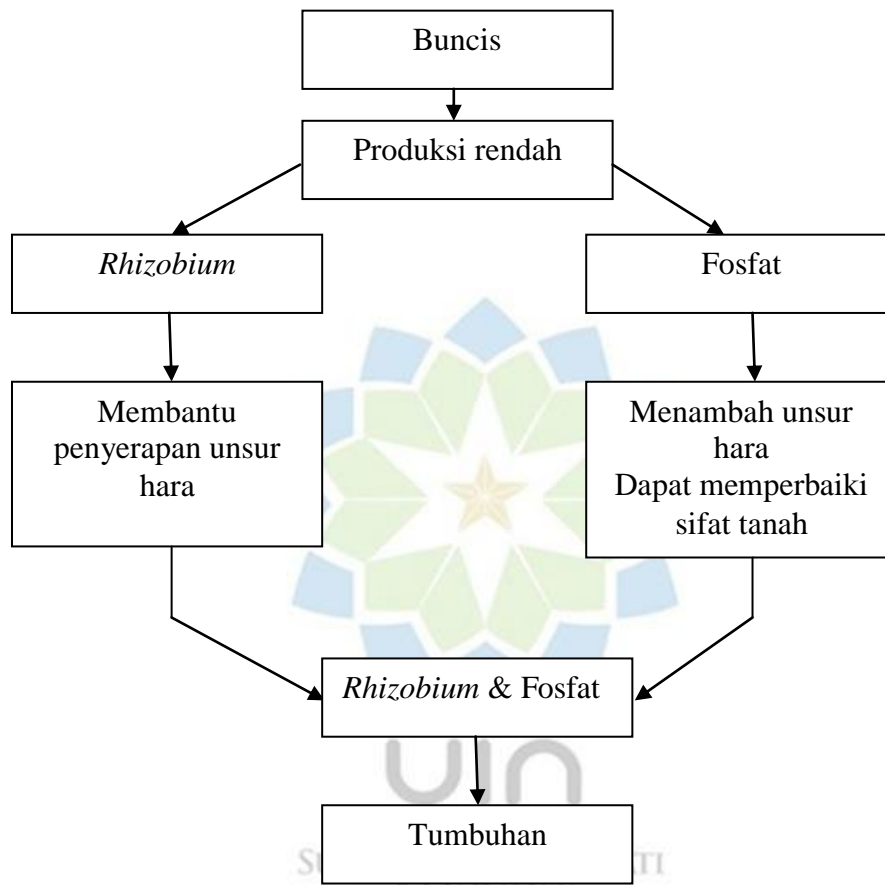 Buncis
Produksi rendah
Rhizobium
Fosfat
Membantu
penyerapan unsur
hara
Menambah unsur
hara
Dapat memperbaiki
sifat tanah
Rhizobium & Fosfat
uin
Tumbuhan